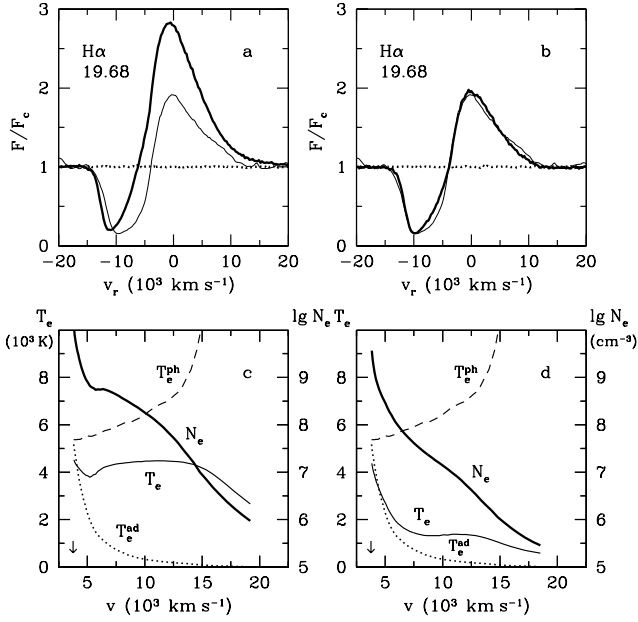 3
2
1
0
F/F_c
Hα
19.68
a
−20 −10 0 10 20
v_r (10³ km s⁻¹)
3
2
1
0
F/F_c
Hα
19.68
b
−20 −10 0 10 20
v_r (10³ km s⁻¹)
T_e
(10³ K)
lg N_e
8
6
4
2
0
9
8
7
6
5
T_e^ph
c
N_e
T_e
T_e^ad
5 10 15 20
v (10³ km s⁻¹)
T_e
lg N_e
(cm⁻³)
8
6
4
2
0
9
8
7
6
5
T_e^ph
d
N_e
T_e
T_e^ad
5 10 15 20
v (10³ km s⁻¹)